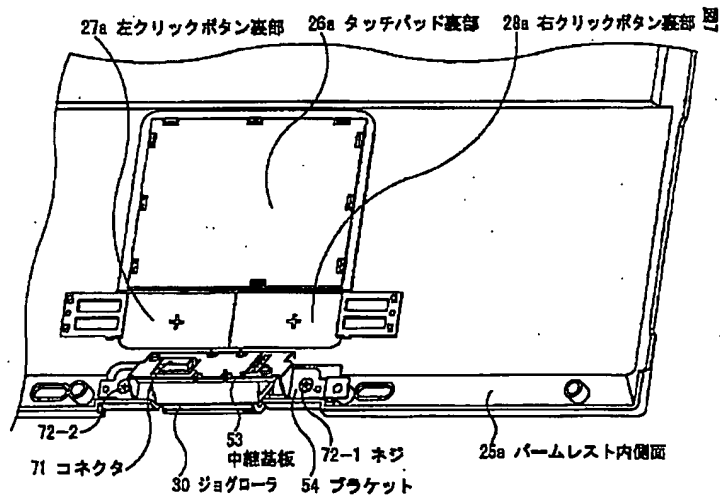 図7
27a 左クリックボタン裏部
26a タッチパッド裏部
28a 右クリックボタン裏部
72-2
71 コネクタ
30 ジョグローラ
53
中継基板
54 ブラケット
72-1 ネジ
25a パームレスト内側面